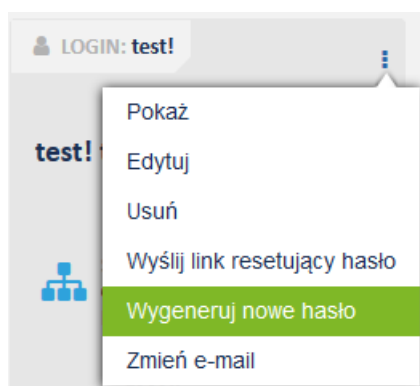 LOGIN: test!
Pokaż
test!
Edytuj
Usuń
Wyślij link resetujący hasło
Wygeneruj nowe hasło
Zmień e-mail